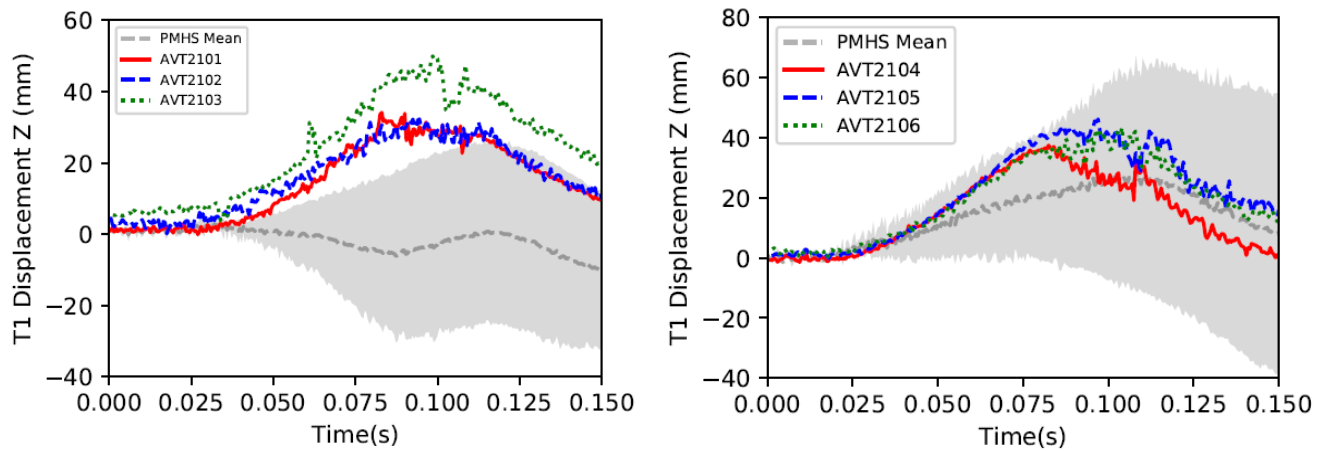 60
40
20
0
−20
−40
T1 Displacement Z (mm)
PMHS Mean
AVT2101
AVT2102
AVT2103
0.000 0.025 0.050 0.075 0.100 0.125 0.150
Time(s)
80
60
40
20
0
−20
−40
T1 Displacement Z (mm)
PMHS Mean
AVT2104
AVT2105
AVT2106
0.000 0.025 0.050 0.075 0.100 0.125 0.150
Time(s)